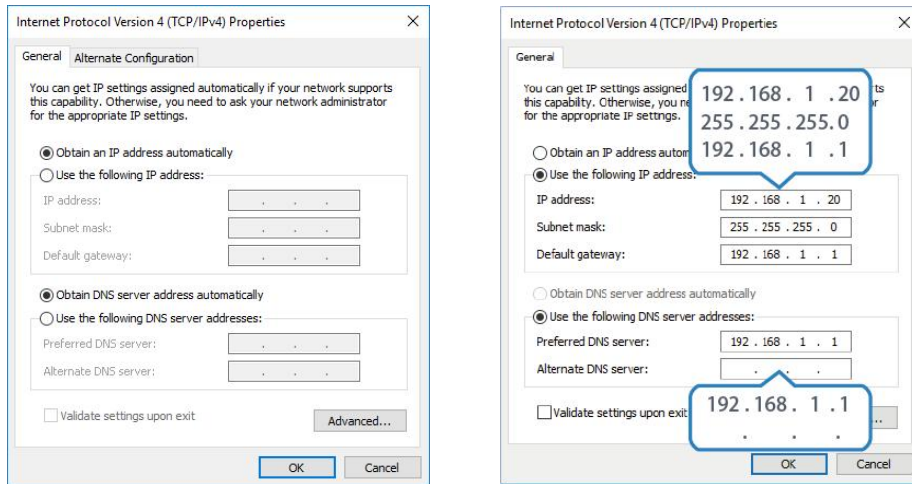 Internet Protocol Version 4 (TCP/IPv4) Properties
General
Alternate Configuration
You can get IP settings assigned automatically if your network supports
this capability. Otherwise, you need to ask your network administrator
for the appropriate IP settings.
Obtain an IP address automatically
Use the following IP address:
IP address:
. . .
Subnet mask:
. . .
Default gateway:
. . .
Obtain DNS server address automatically
Use the following DNS server addresses:
Preferred DNS server:
. . .
Alternate DNS server:
. . .
Validate settings upon exit
Advanced...
OK
Cancel
Internet Protocol Version 4 (TCP/IPv4) Properties
General
You can get IP settings assigned
this capability. Otherwise, you
for the appropriate IP settings.
192.168. 1 .20
255.255.255.0
192.168. 1 .1
Obtain an IP address
Use the following IP address:
IP address:
192 . 168 . 1 . 20
Subnet mask:
255 . 255 . 255 . 0
Default gateway:
192 . 168 . 1 . 1
Obtain DNS server address automatically
Use the following DNS server addresses:
Preferred DNS server:
192 . 168 . 1 . 1
Alternate DNS server:
. . .
192.168. 1 .1
. . .
Validate settings upon exit
OK
Cancel